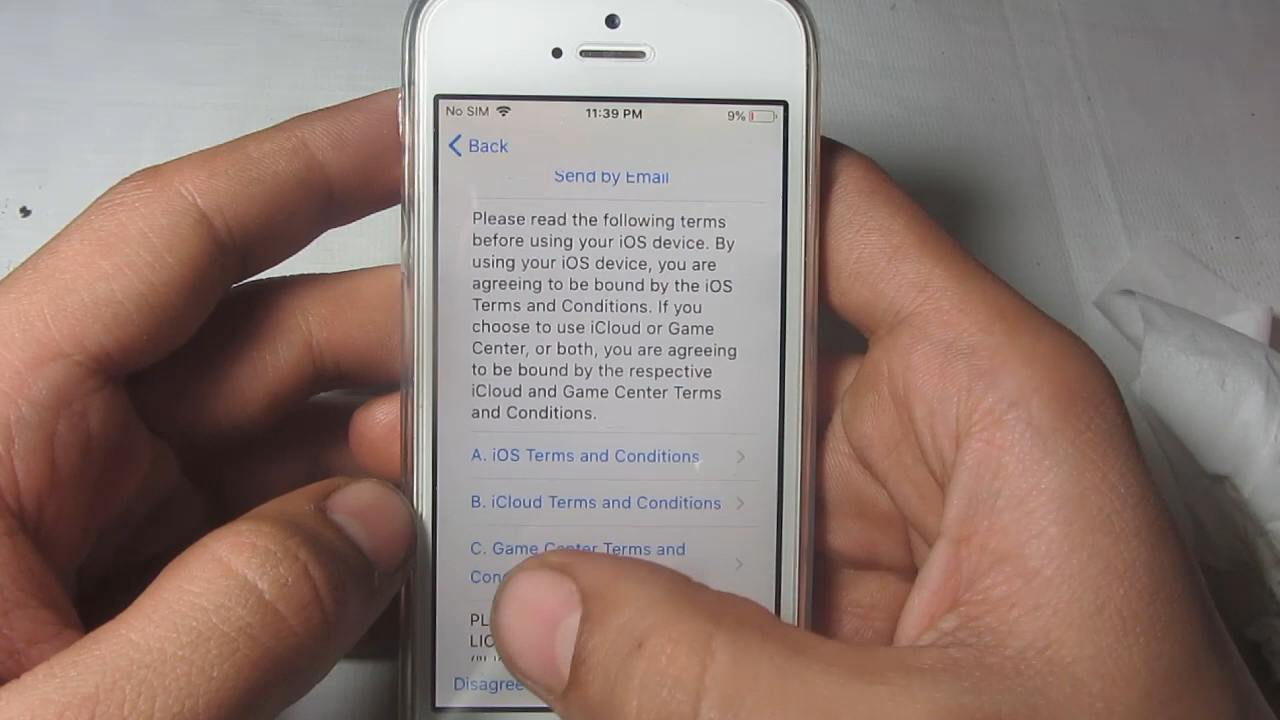 No SIM 11:39 PM 9%
Back
Send by Email
Please read the following terms
before using your iOS device. By
using your iOS device, you are
agreeing to be bound by the iOS
Terms and Conditions. If you
choose to use iCloud or Game
Center, or both, you are agreeing
to be bound by the respective
iCloud and Game Center Terms
and Conditions.
A. iOS Terms and Conditions
B. iCloud Terms and Conditions
C. Game Center Terms and
Disagree